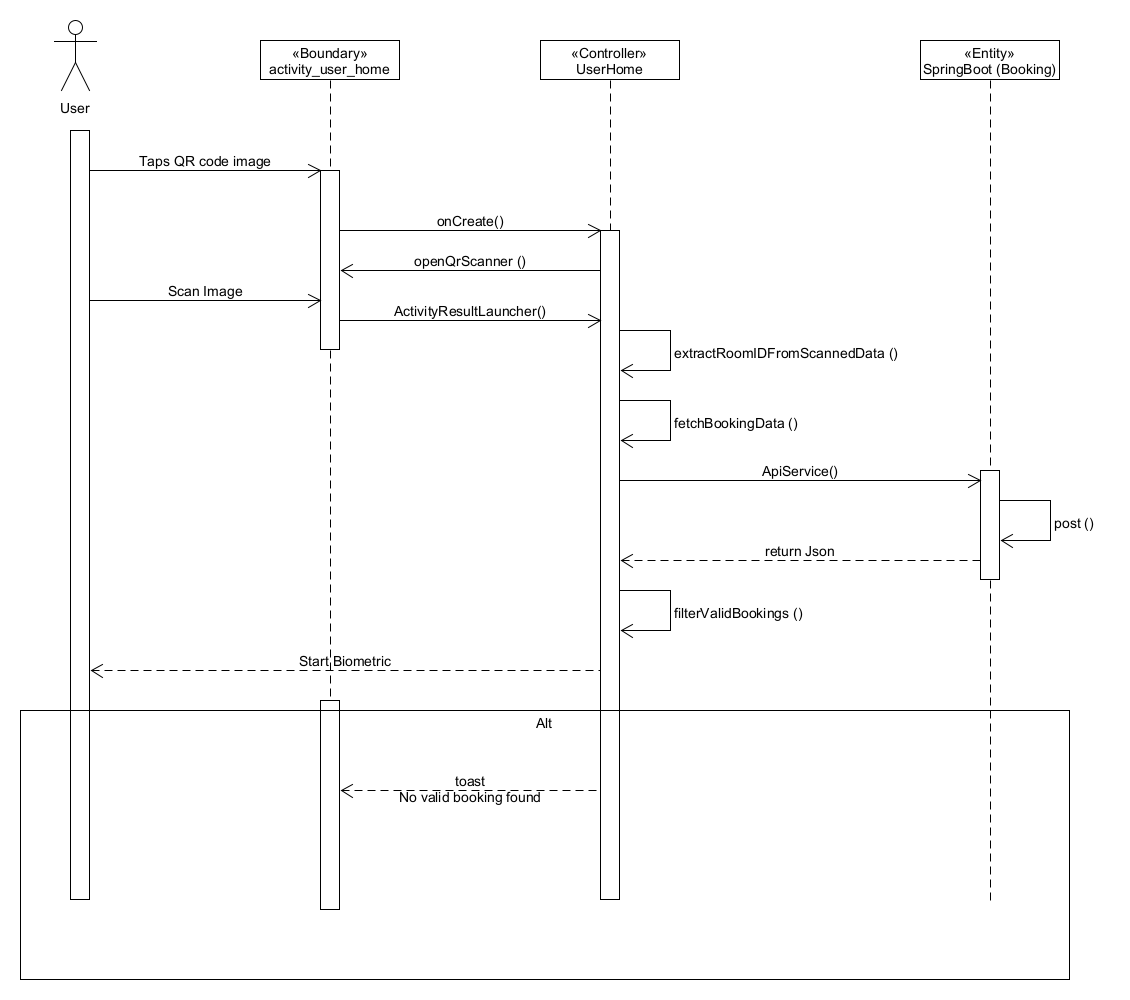 «Boundary»
activity_user_home
«Controller»
UserHome
«Entity»
SpringBoot (Booking)
User
Taps QR code image
onCreate()
openQrScanner ()
Scan Image
ActivityResultLauncher()
extractRoomIDFromScannedData ()
fetchBookingData ()
ApiService()
post ()
return Json
filterValidBookings ()
Start Biometric
Alt
toast
No valid booking found